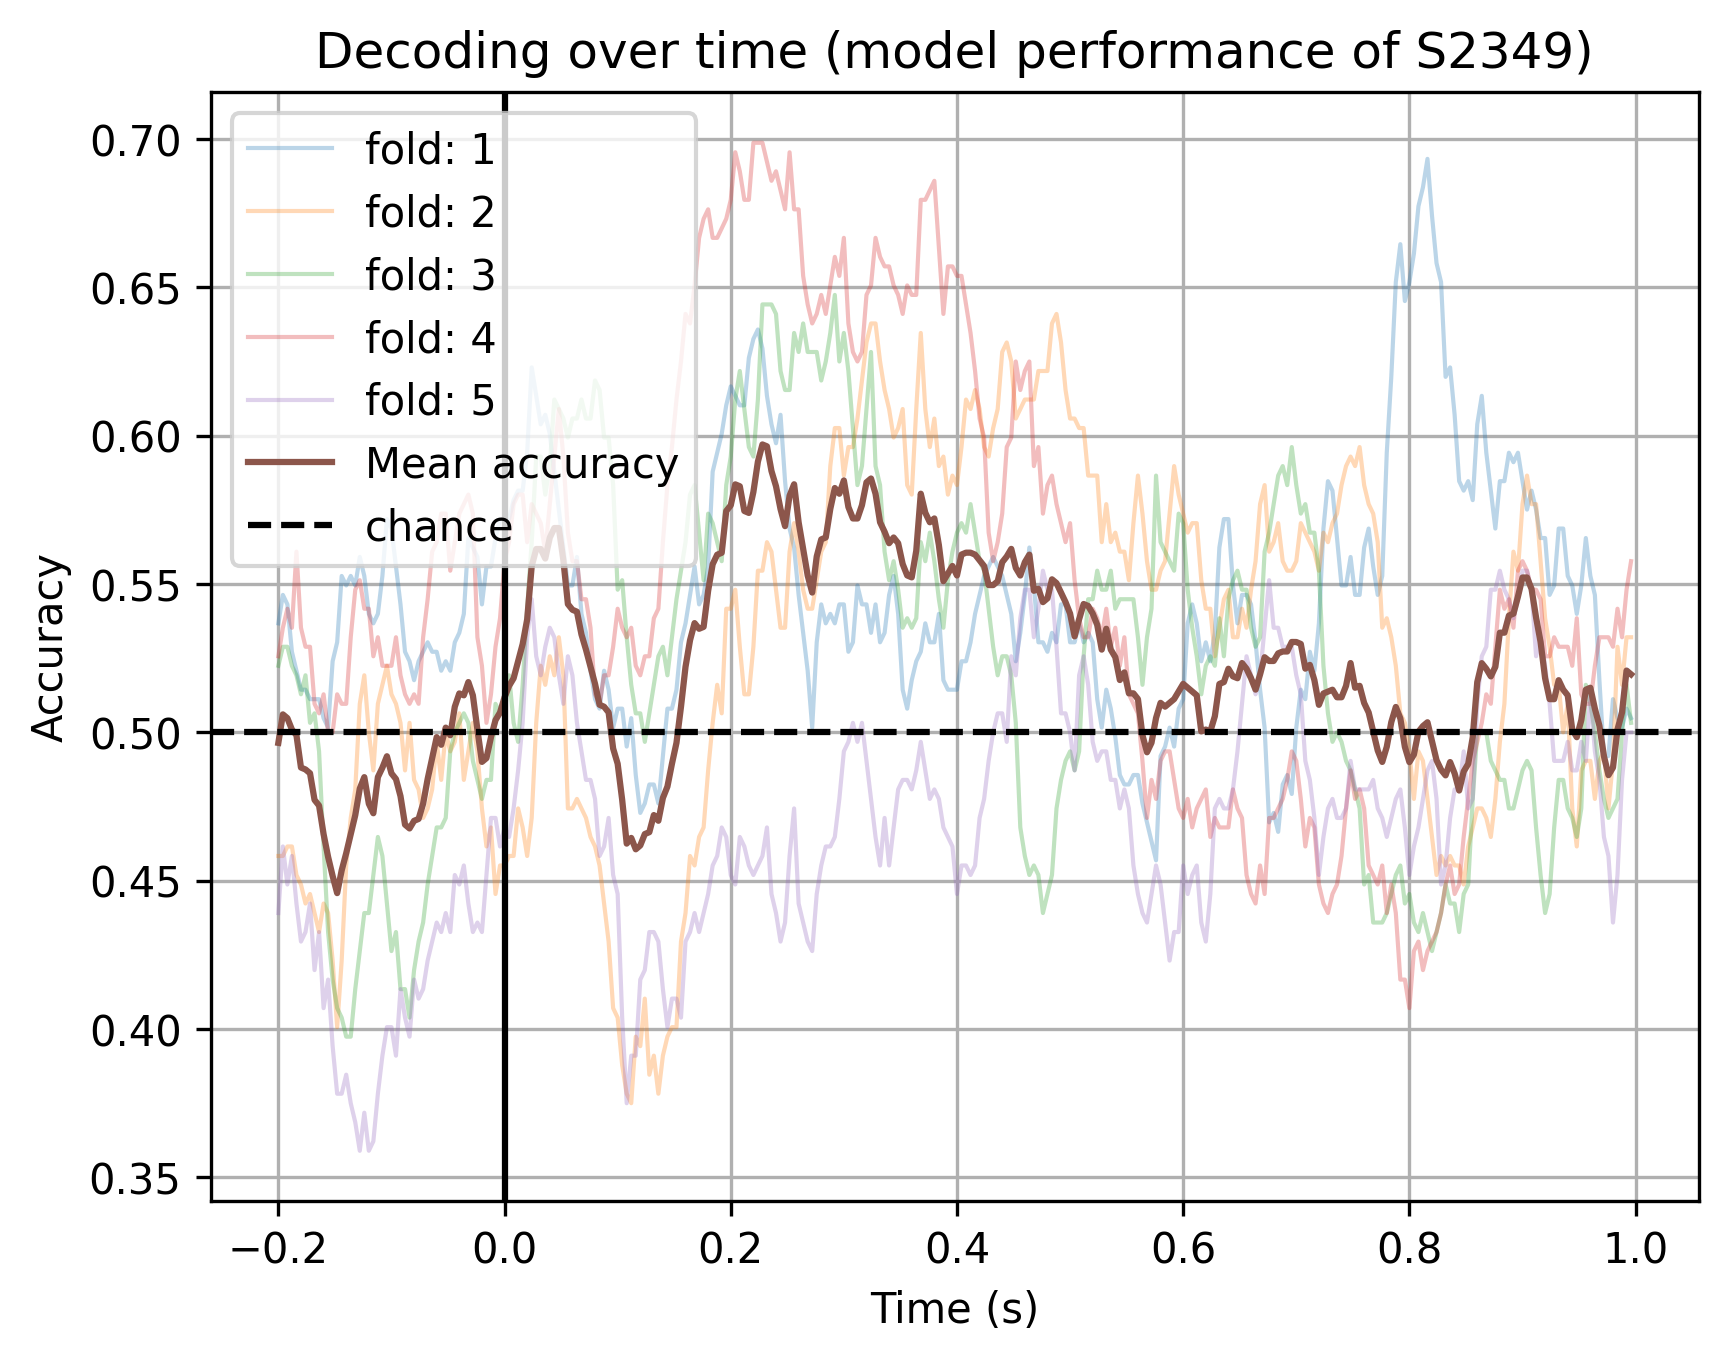 Decoding over time (model performance of S2349)
Accuracy
0.70
0.65
0.60
0.55
0.50
0.45
0.40
0.35
fold: 1
fold: 2
fold: 3
fold: 4
fold: 5
Mean accuracy
chance
−0.2 0.0 0.2 0.4 0.6 0.8 1.0
Time (s)